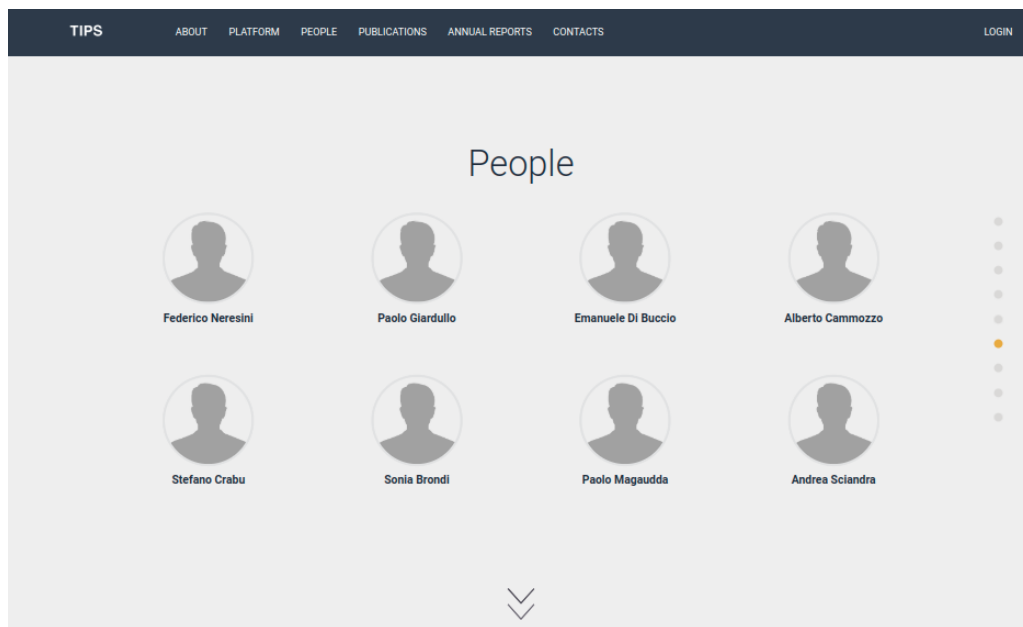 TIPS ABOUT PLATFORM PEOPLE PUBLICATIONS ANNUAL REPORTS CONTACTS LOGIN
People
Federico Neresini Paolo Giardullo Emanuele Di Buccio Alberto Cammozzo
Stefano Crabu Sonia Brondi Paolo Magaudda Andrea Sciandra